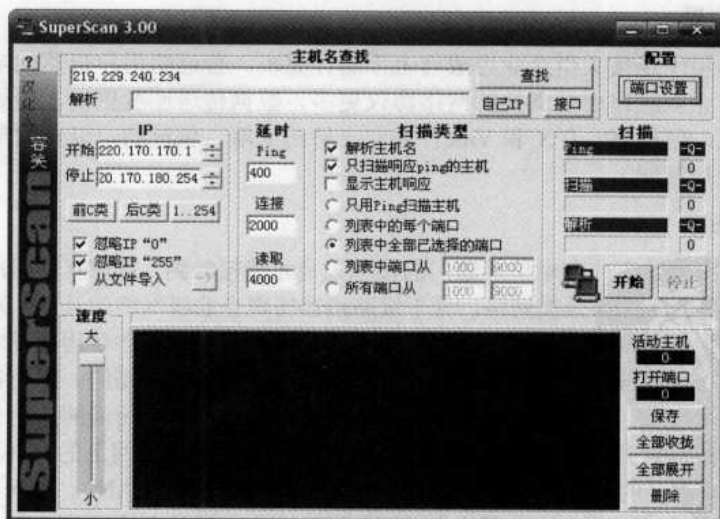 SuperScan 3.00
主机名查找
219.229.240.234
查找
解析
自己IP
接口
配置
端口设置
IP
开始 220.170.170.1
停止 20.170.180.254
前C类
后C类
1..254
忽略IP “0”
忽略IP “255”
从文件导入
->
延时
Ping
400
连接
2000
读取
4000
扫描类型
解析主机名
只扫描响应ping的主机
显示主机响应
只用Ping扫描主机
列表中的每个端口
列表中全部已选择的端口
列表中端口从 1000 9000
所有端口从 1000 9000
扫描
Ping -Q-
0
扫描 -Q-
0
解析 -Q-
0
开始
停止
速度
大
小
活动主机
0
打开端口
0
保存
全部收拢
全部展开
删除
?
SuperScan